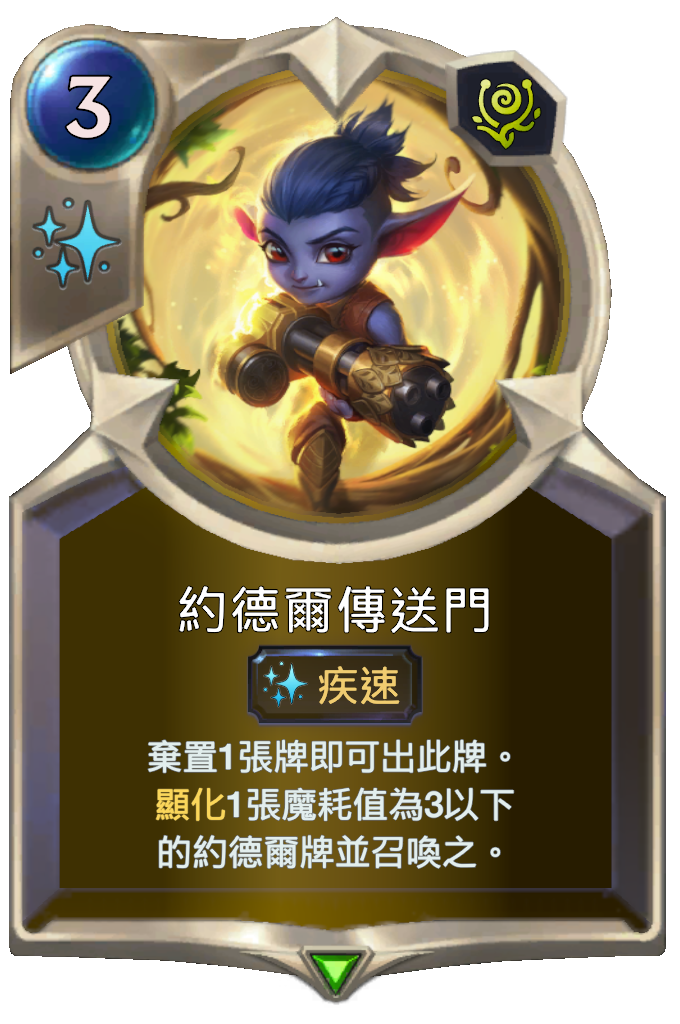 3
約德爾傳送門
疾速
棄置1張牌即可出此牌。
顯化1張魔耗值為3以下
的約德爾牌並召喚之。